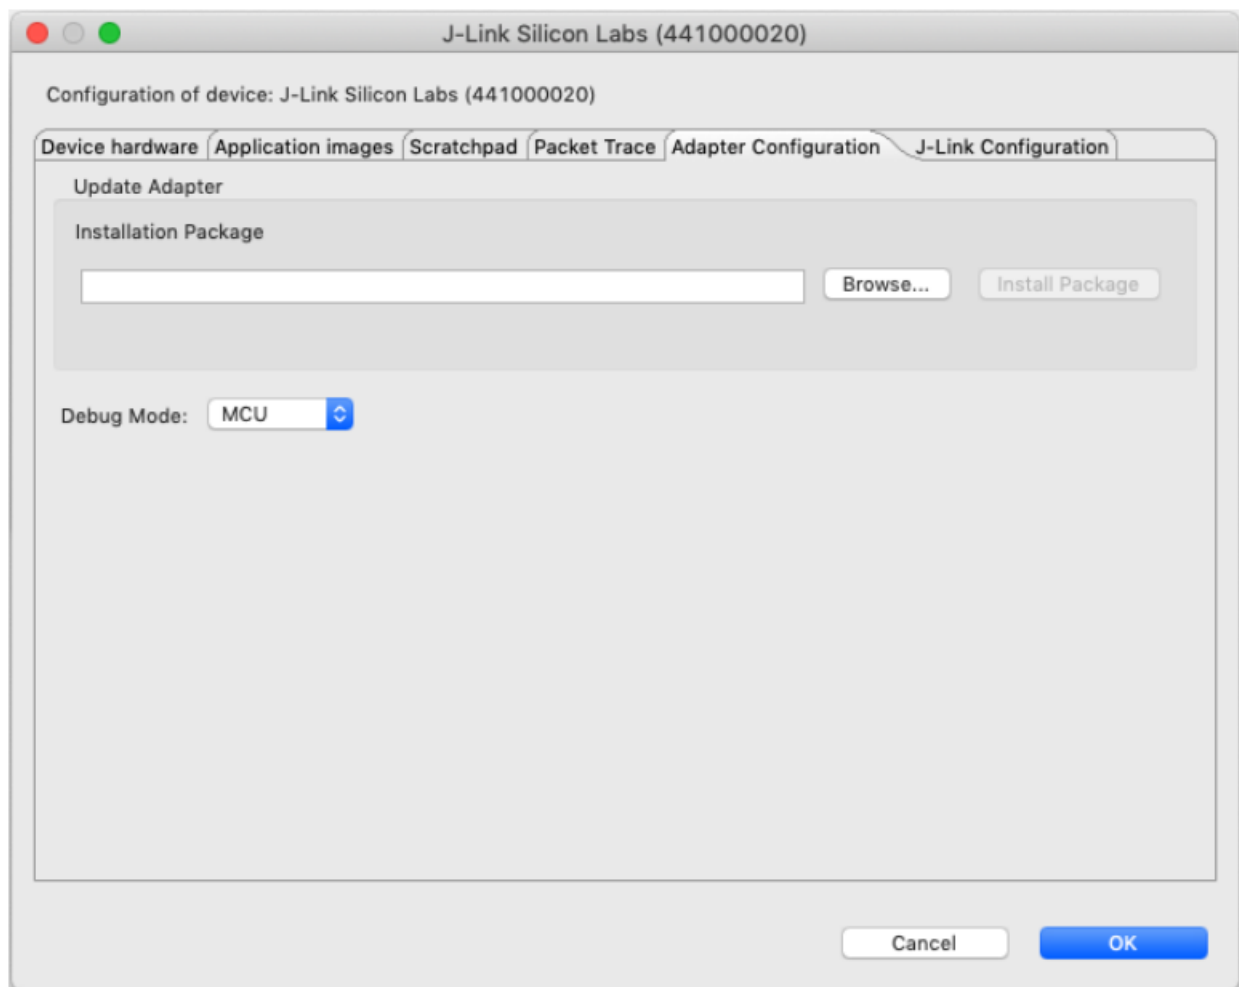 J-Link Silicon Labs (441000020)
Configuration of device: J-Link Silicon Labs (441000020)
Device hardware Application images Scratchpad Packet Trace Adapter Configuration J-Link Configuration
Update Adapter
Installation Package
Browse... Install Package
Debug Mode: MCU
Cancel OK